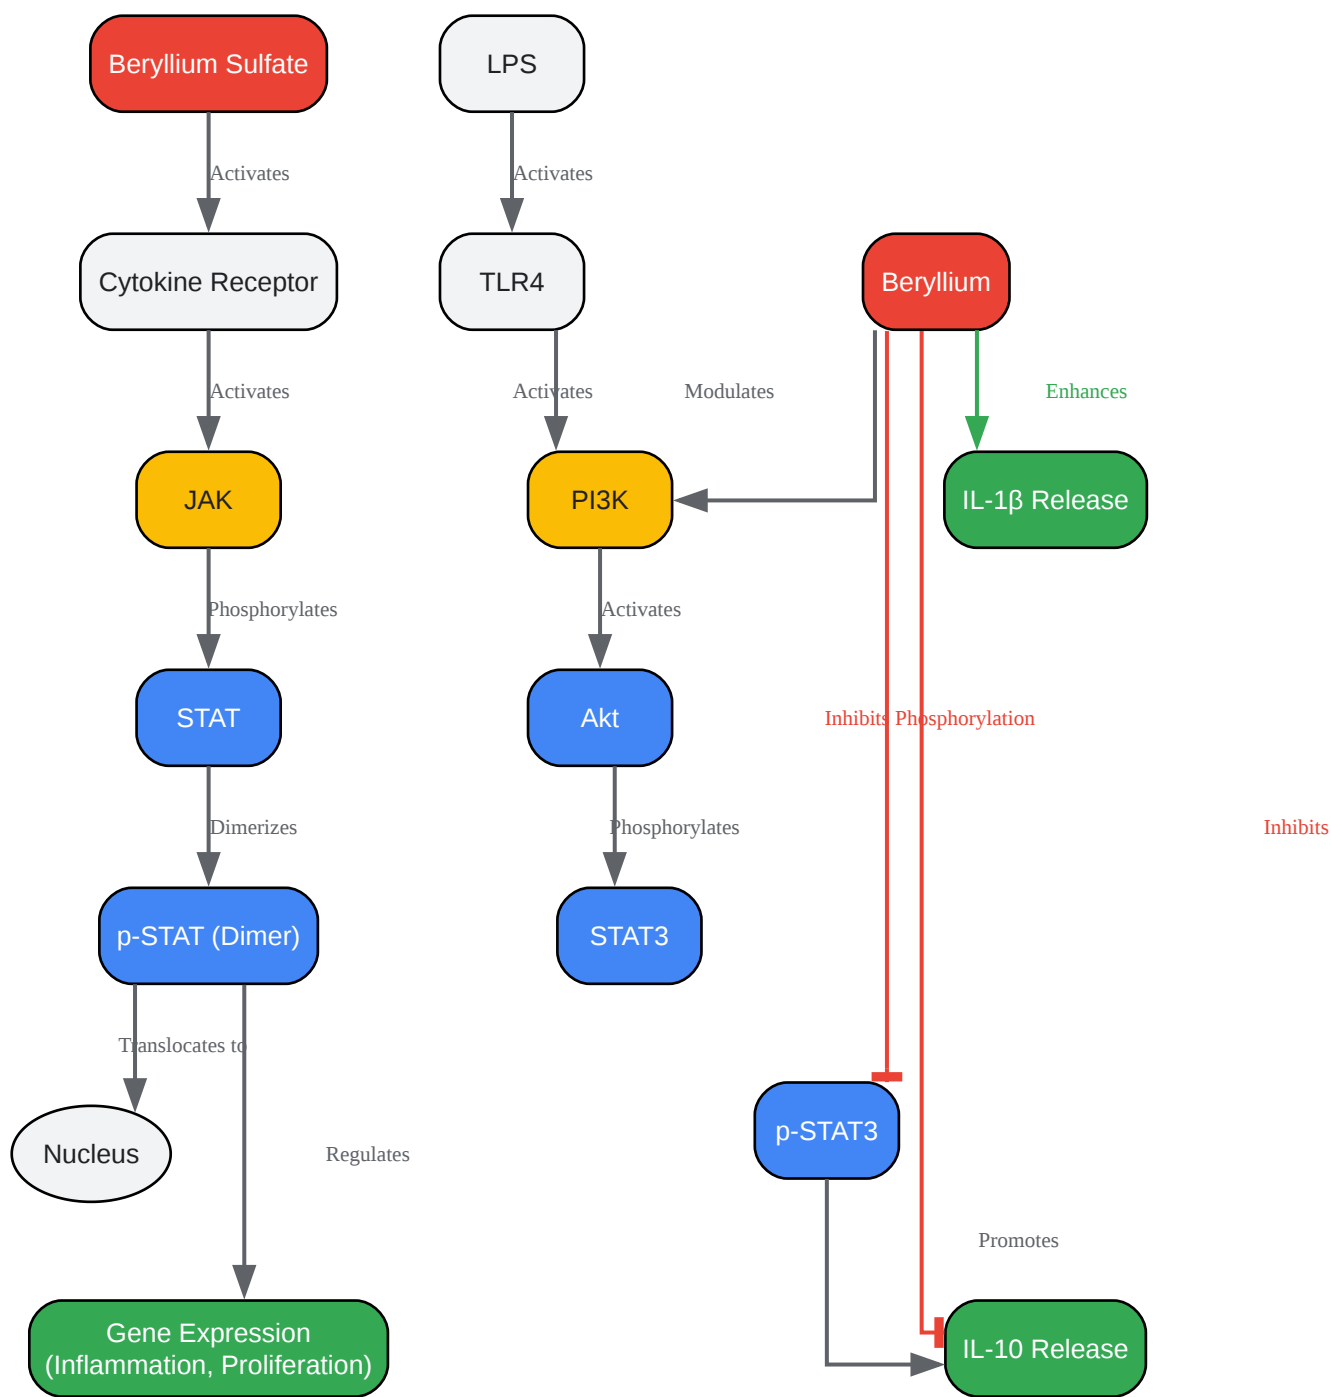 Beryllium Sulfate
LPS
Activates
Activates
Cytokine Receptor
TLR4
Beryllium
Activates
Activates
Modulates
Enhances
JAK
PI3K
IL-1β Release
Phosphorylates
Activates
STAT
Akt
Inhibits Phosphorylation
Dimerizes
Phosphorylates
Inhibits
p-STAT (Dimer)
STAT3
Translocates to
p-STAT3
Nucleus
Regulates
Promotes
Gene Expression
(Inflammation, Proliferation)
IL-10 Release